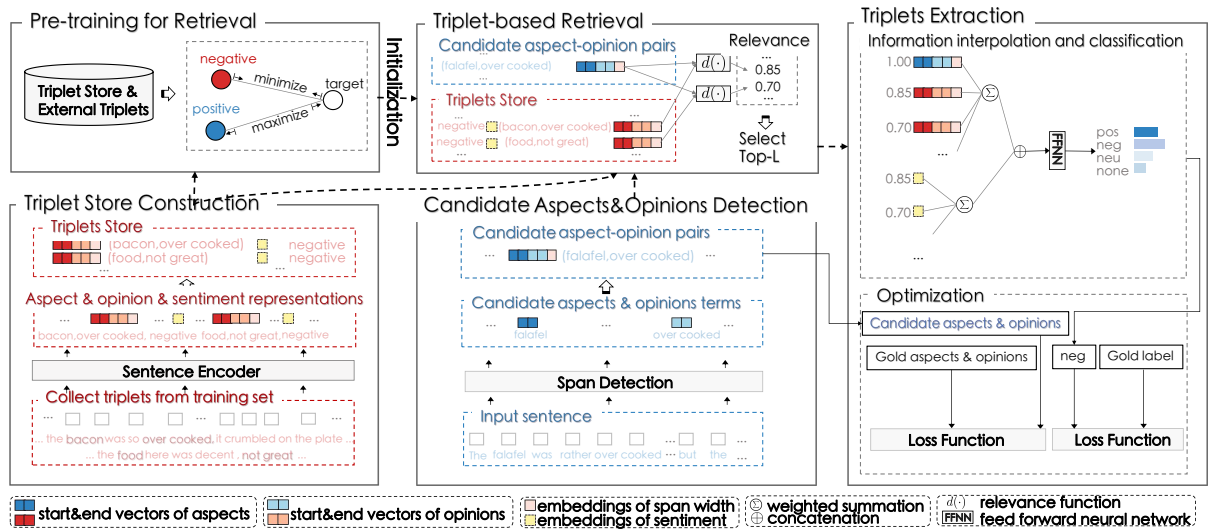 Pre-training for Retrieval
Triplet Store &
External Triplets
negative
positive
minimize
maximize
target
Initialization
Triplet-based Retrieval
Candidate aspect-opinion pairs
...
(falafel,over cooked)
...
Triplets Store
...
negative (bacon,over cooked)
negative (food,not great)
...
...
d(·)
d(·)
Relevance
...
0.85
0.70
...
Select
Top-L
Triplets Extraction
Information interpolation and classification
1.00
0.85
0.70
...
0.85
0.70
...
Σ
Σ
FFNN
pos
neg
neu
none
Triplet Store Construction
Triplets Store
...
(bacon,over cooked) negative
(food,not great) negative
... ...
Aspect & opinion & sentiment representations
... ... ... ...
bacon,over cooked, negative food,not great,negative
Sentence Encoder
Collect triplets from training set
... ... ... ...
... the bacon was so over cooked, it crumbled on the plate ...
... the food here was decent , not great ...
Candidate Aspects&Opinions Detection
Candidate aspect-opinion pairs
...
... (falafel,over cooked) ...
...
Candidate aspects & opinions terms
... ... ...
falafel over cooked
Span Detection
Input sentence
... ...
The falafel was rather over cooked ... but the ...
Optimization
Candidate aspects & opinions
Gold aspects & opinions
neg
Gold label
Loss Function
Loss Function
start&end vectors of aspects
start&end vectors of opinions
embeddings of span width
embeddings of sentiment
Σ weighted summation
concatenation
d(·) relevance function
FFNN feed forward neural network